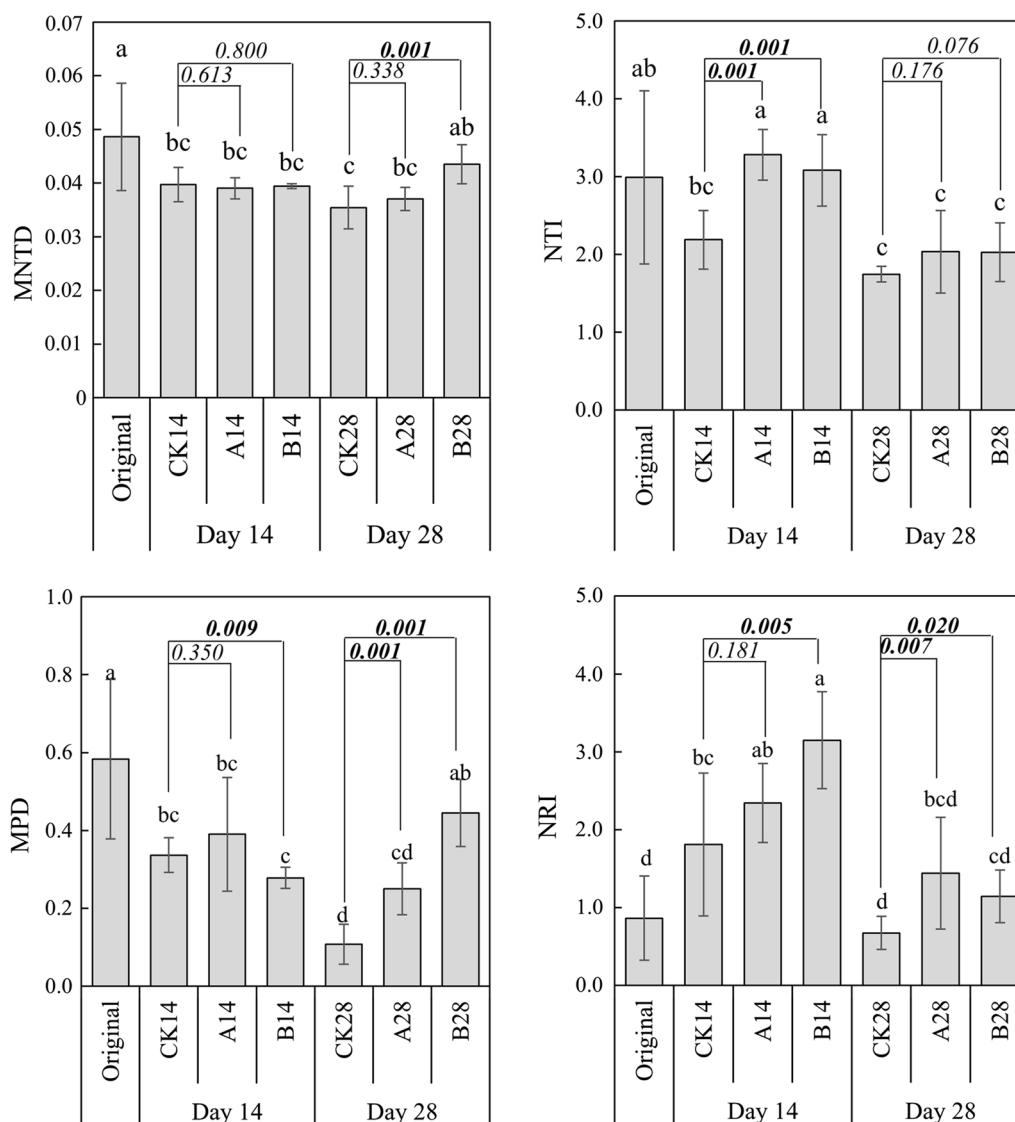 MNTD
0.07
0.06
0.05
0.04
0.03
0.02
0.01
0
a
bc
bc
bc
c
bc
ab
0.800
0.613
0.001
0.338
Original
CK14
A14
B14
CK28
A28
B28
Day 14
Day 28
NTI
5.0
4.0
3.0
2.0
1.0
0.0
ab
bc
a
a
c
c
c
0.001
0.001
0.076
0.176
Original
CK14
A14
B14
CK28
A28
B28
Day 14
Day 28
MPD
1.0
0.8
0.6
0.4
0.2
0.0
a
bc
bc
c
d
cd
ab
0.009
0.350
0.001
0.001
Original
CK14
A14
B14
CK28
A28
B28
Day 14
Day 28
NRI
5.0
4.0
3.0
2.0
1.0
0.0
d
bc
ab
a
d
bcd
cd
0.005
0.181
0.020
0.007
Original
CK14
A14
B14
CK28
A28
B28
Day 14
Day 28